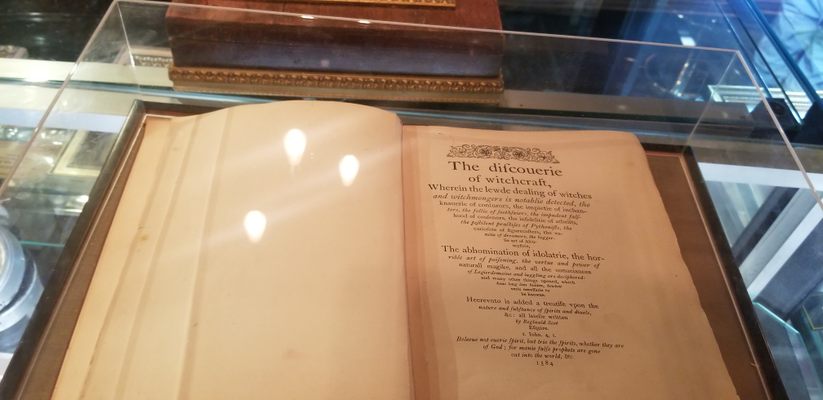 The difcouerie
of witchcraft,
Wherein the lewde dealing of witches
and witchmongers is notablie detected, the
knauerie of coniurors, the impietie of inchan-
tors, the follie of soothsaiers, the impudent fals-
hood of cousenors, the infidelitie of atheists,
the pestilent practises of Pythonists, the
curiositie of figurecasters, the va-
nitie of dreamers, the begger-
lie art of Alcu-
mystrie,
The abhomination of idolatrie, the hor-
rible art of poisoning, the vertue and power of
naturall magike, and all the conueiances
of Legierdemaine and iuggling are deciphered:
and many other things opened, which
haue long lien hidden, howbeit
verie necessarie to
be knowne.
Heerevnto is added a treatise vpon the
nature and substance of spirits and diuels,
&c: all latelie written
by Reginald Scot
Esquire.
1. Iohn. 4, 1.
Beleeue not euerie spirit, but trie the spirits, whether they are
of God; for manie false prophets are gone
out into the world, &c.
1584